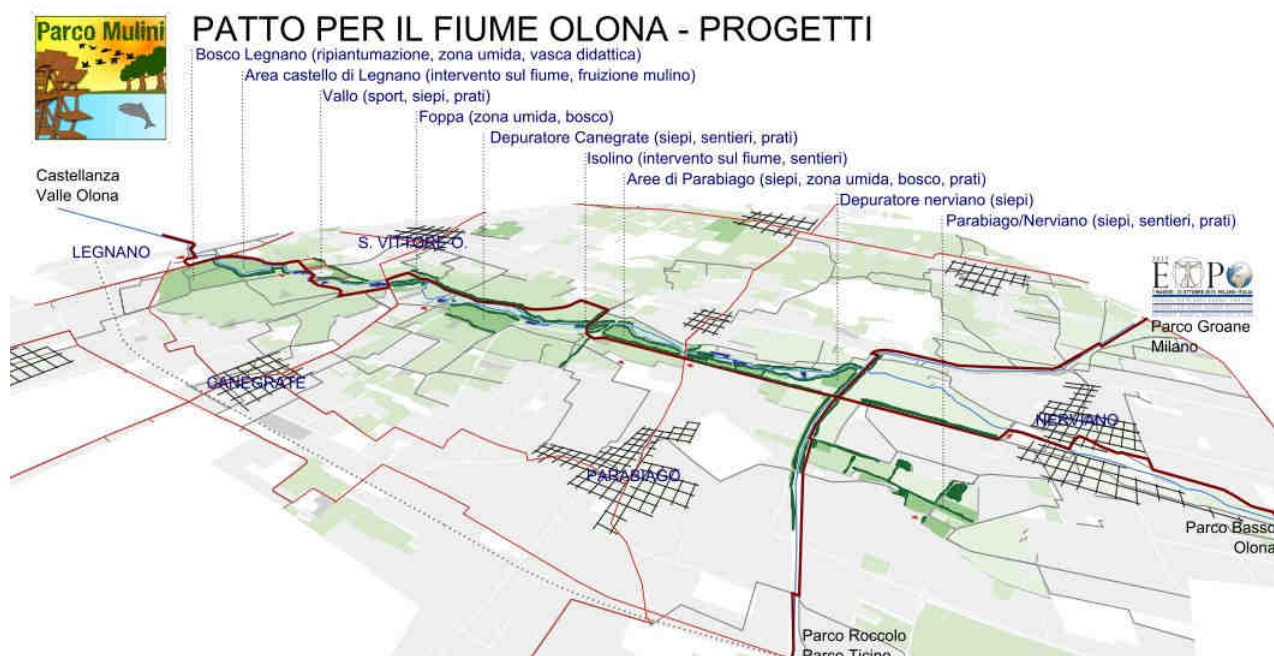 Parco Mulini
PATTO PER IL FIUME OLONA - PROGETTI
Bosco Legnano (ripiantumazione, zona umida, vasca didattica)
Area castello di Legnano (intervento sul fiume, fruizione mulino)
Vallo (sport, siepi, prati)
Foppa (zona umida, bosco)
Depuratore Canegrate (siepi, sentieri, prati)
Isolino (intervento sul fiume, sentieri)
Aree di Parabiago (siepi, zona umida, bosco, prati)
Depuratore nerviano (siepi)
Parabiago/Nerviano (siepi, sentieri, prati)
Castellanza
Valle Olona
LEGNANO
S. VITTORE O.
2015
EXPO
Parco Groane
Milano
CANEGRATE
NERVIANO
PARABIAGO
Parco Basso
Olona
Parco Roccolo
Parco Ticino